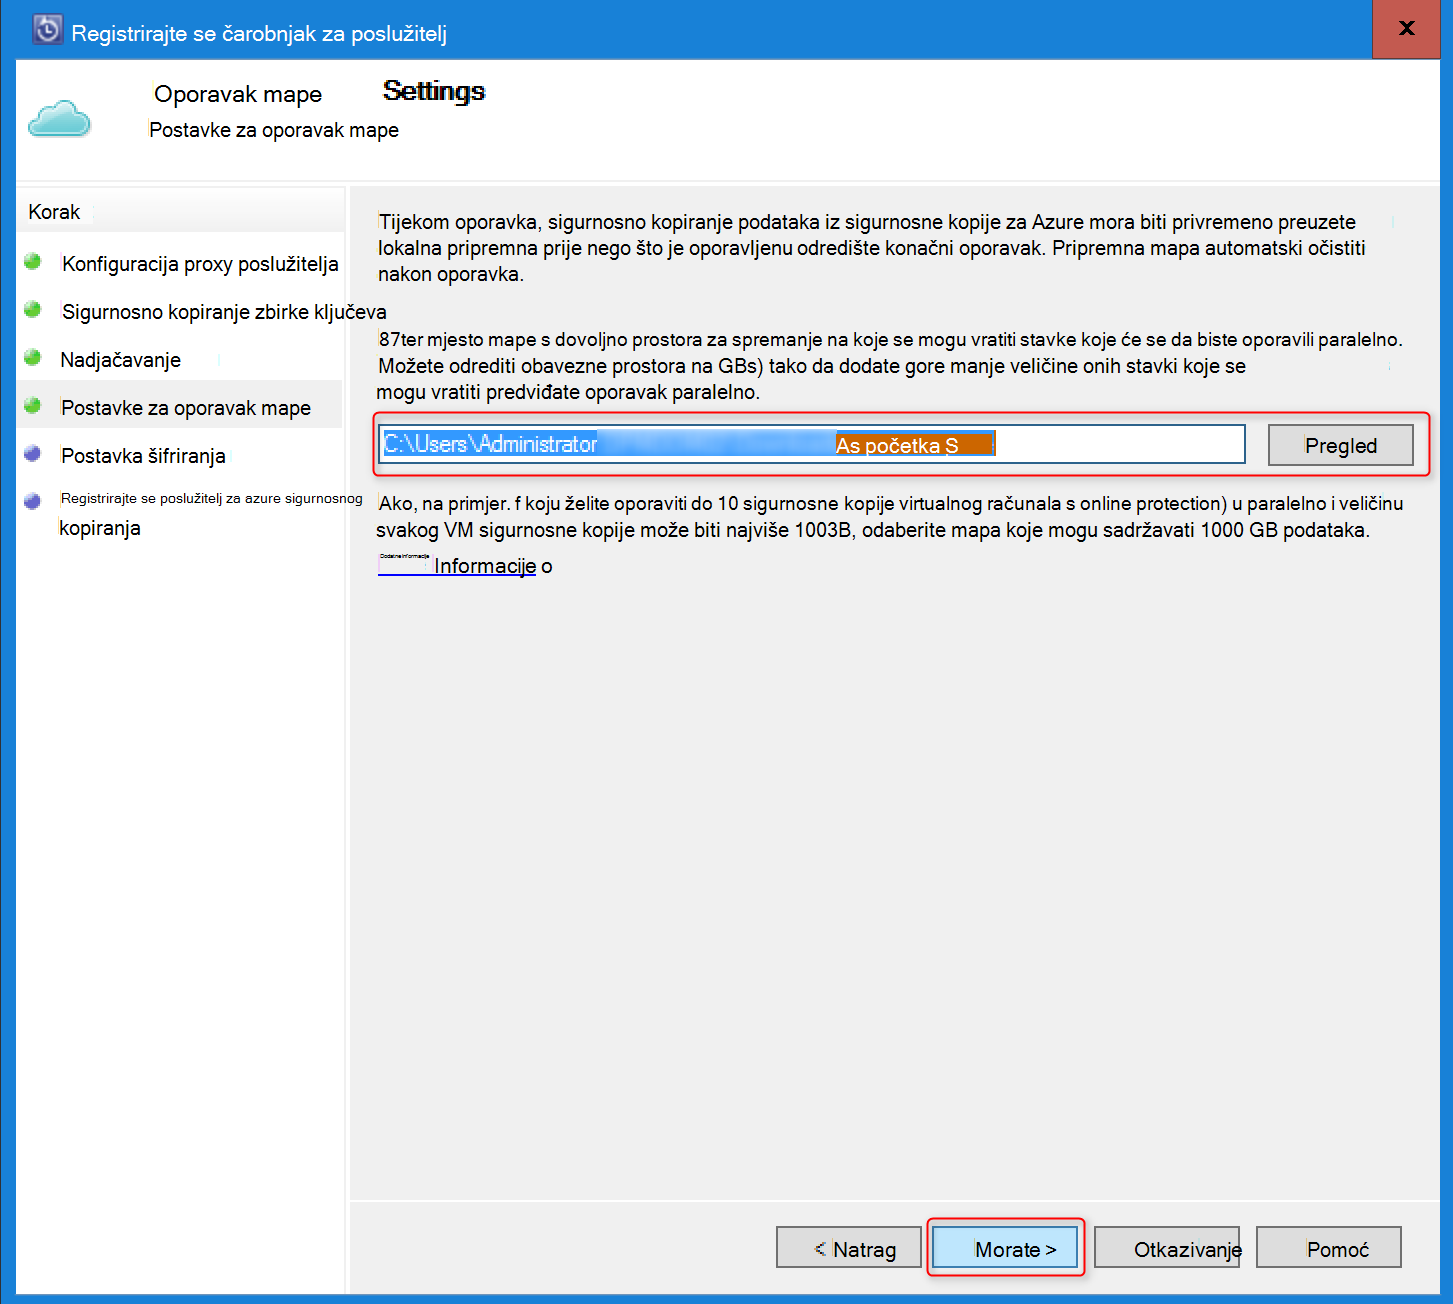 Registrirajte se čarobnjak za poslužitelj
x
Oporavak mape Settings
Postavke za oporavak mape
Korak
Konfiguracija proxy poslužitelja
Sigurnosno kopiranje zbirke ključeva
Nadjačavanje
Postavke za oporavak mape
Postavka šifriranja
Registrirajte se poslužitelj za azure sigurnosnog
kopiranja
Tijekom oporavka, sigurnosno kopiranje podataka iz sigurnosne kopije za Azure mora biti privremeno preuzete
lokalna pripremna prije nego što je oporavljenu odredište konačni oporavak. Pripremna mapa automatski očistiti
nakon oporavka.
87ter mjesto mape s dovoljno prostora za spremanje na koje se mogu vratiti stavke koje će se da biste oporavili paralelno.
Možete odrediti obavezne prostora na GBs) tako da dodate gore manje veličine onih stavki koje se
mogu vratiti predviđate oporavak paralelno.
C:\Users\Administrator As početka S
Pregled
Ako, na primjer. f koju želite oporaviti do 10 sigurnosne kopije virtualnog računala s online protection) u paralelno i veličinu
svakog VM sigurnosne kopije može biti najviše 1003B, odaberite mapa koje mogu sadržavati 1000 GB podataka.
Dodatne informacije Informacije o
< Natrag
Morate >
Otkazivanje
Pomoć